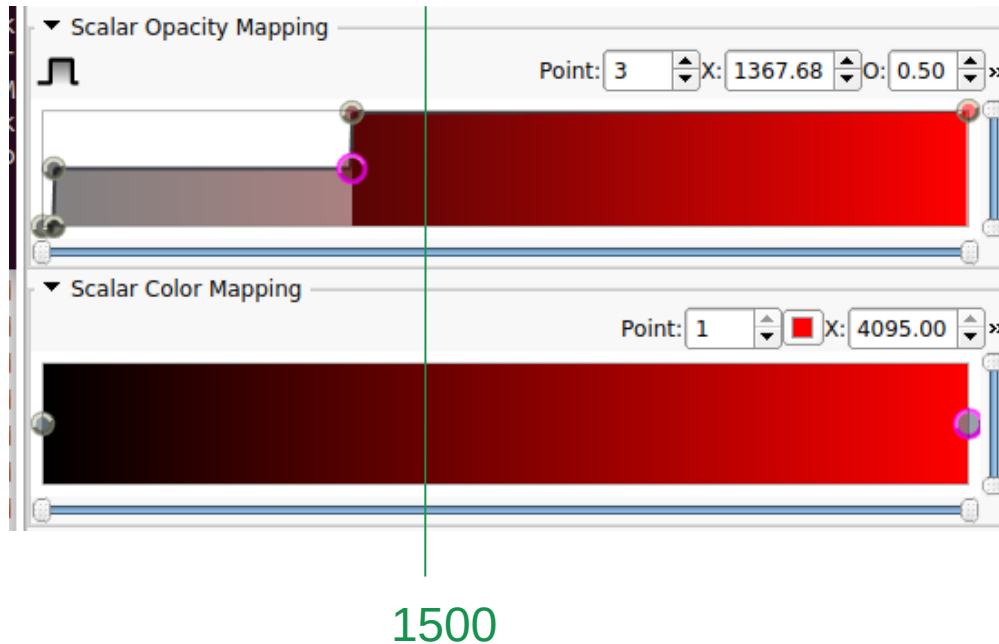 Scalar Opacity Mapping
Point: 3 X: 1367.68 O: 0.50 »
Scalar Color Mapping
Point: 1 X: 4095.00 »
1500